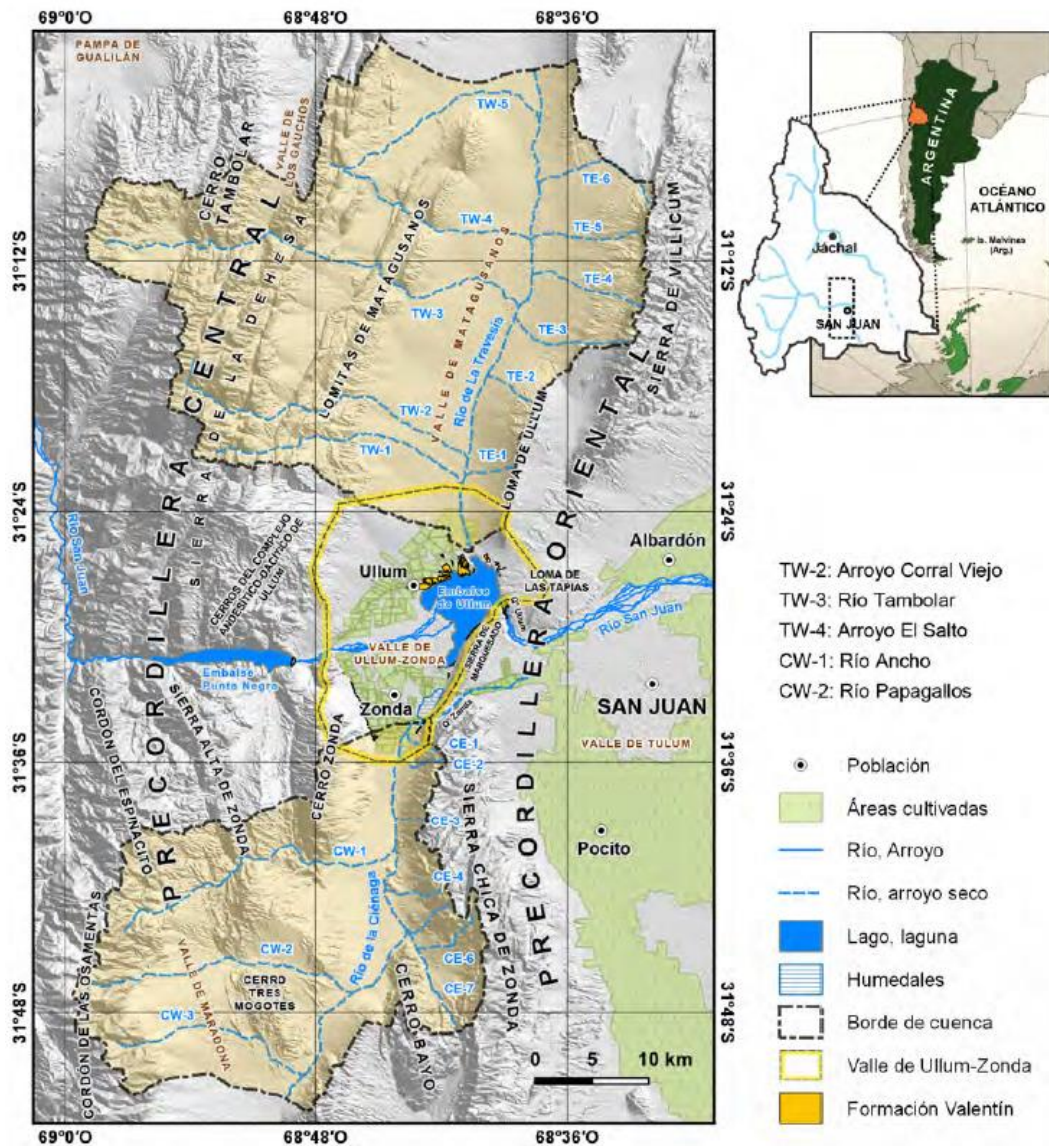 69°0'O
68°48'O
68°36'O
PAMPA DE
GUALILÁN
CERRO
TAMBOLAR
VALLE DE
LOS GAUCHOS
TW-5
TE-6
TW-4
TE-5
TE-4
TW-3
TE-3
TE-2
TW-2
TW-1
TE-1
31°12'S
31°12'S
PRECORDILLERA CENTRAL
SIERRA DE LA DEHESA
LOMITAS DE MATAGUSANOS
VALLE DE MATAGUSANOS
Río de La Travesía
SIERRA DE VILLICUM
PRECORDILLERA ORIENTAL
LOMA DE ULLUM
31°24'S
31°24'S
Río San Juan
CERROS DEL COMPLEJO
ANDESÍTICO-DACÍTICO DE
ULLUM
Ullum
Embalse
de Ullum
LOMA DE
LAS TAPIAS
Albardón
Río San Juan
VALLE DE
ULLUM-ZONDA
SIERRA DE
MARQUESADO
Embalse
Punta Negra
Zonda
Q. Zonda
SAN JUAN
VALLE DE TULUM
31°36'S
31°36'S
CORDÓN DEL ESPINACITO
SIERRA ALTA DE ZONDA
CERRO ZONDA
CE-1
CE-2
CE-3
CE-4
CE-6
CE-7
SIERRA CHICA DE ZONDA
Pocito
CW-1
CW-2
CW-3
Río de la Ciénaga
CERRO
TRES
MOGOTES
VALLE DE MARADONA
CORDÓN DE LAS OSAMENTAS
CERRO BAYO
31°48'S
31°48'S
0 5 10 km
69°0'O
68°48'O
68°36'O
ARGENTINA
OCÉANO
ATLÁNTICO
Is. Malvinas
(Arg.)
Jáchal
SAN JUAN
TW-2: Arroyo Corral Viejo
TW-3: Río Tambolar
TW-4: Arroyo El Salto
CW-1: Río Ancho
CW-2: Río Papagallos
Población
Áreas cultivadas
Río, Arroyo
Río, arroyo seco
Lago, laguna
Humedales
Borde de cuenca
Valle de Ullum-Zonda
Formación Valentín